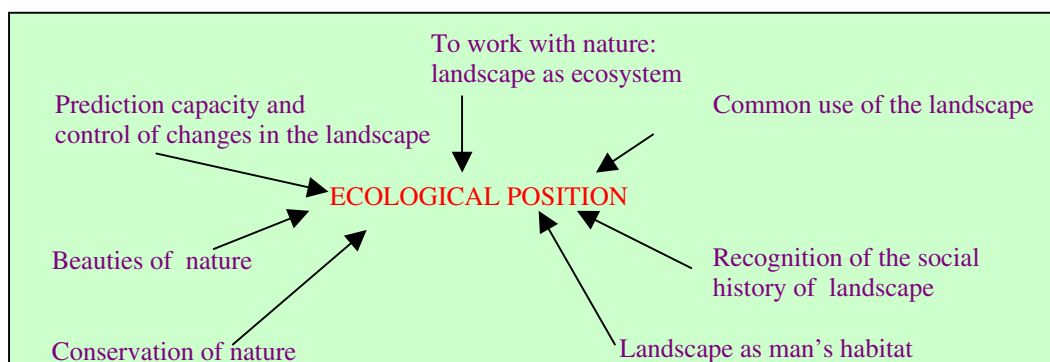 To work with nature:
landscape as ecosystem
Prediction capacity and
control of changes in the landscape
Common use of the landscape
ECOLOGICAL POSITION
Beauties of nature
Recognition of the social
history of landscape
Conservation of nature
Landscape as man's habitat